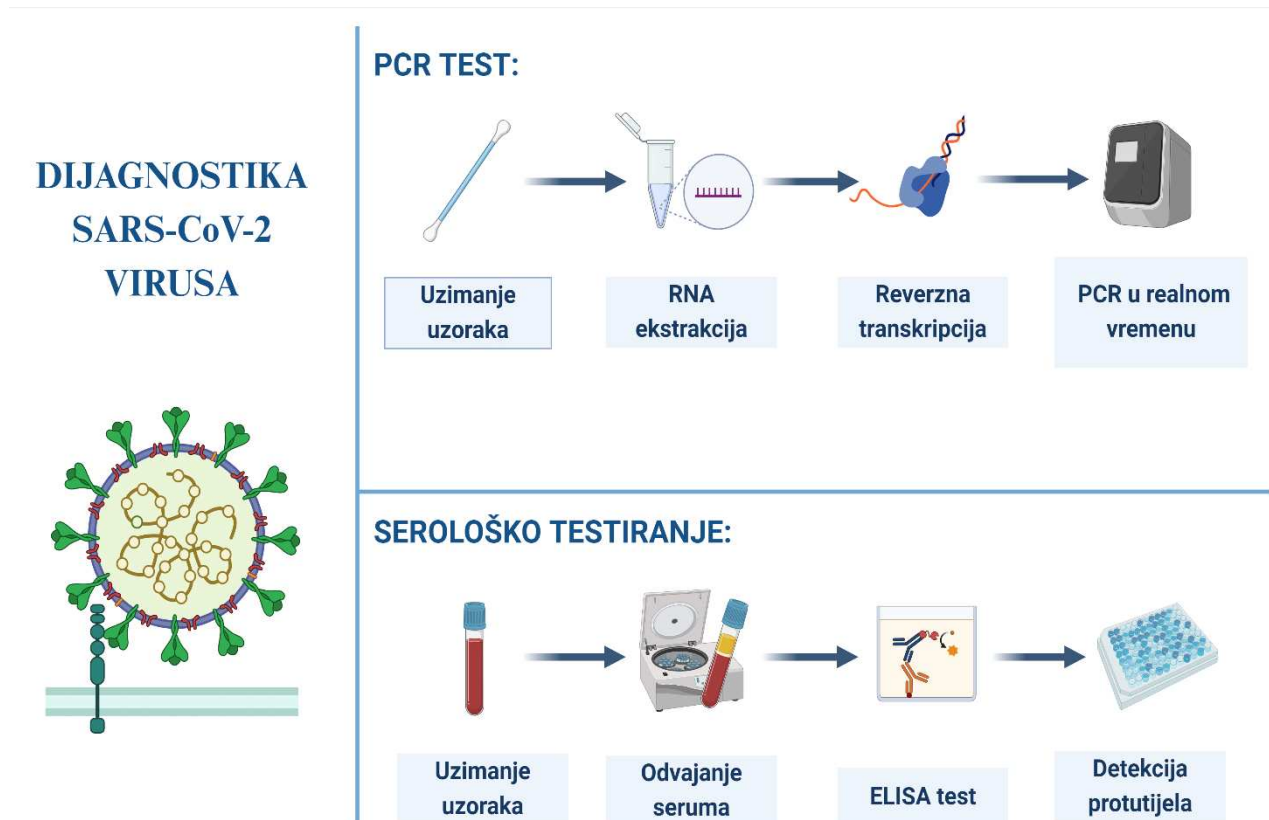 DIJAGNOSTIKA
SARS-CoV-2
VIRUSA
PCR TEST:
Uzimanje
uzoraka
RNA
ekstrakcija
Reverzna
transkripcija
PCR u realnom
vremenu
SEROLOŠKO TESTIRANJE:
Uzimanje
uzoraka
Odvajanje
seruma
ELISA test
Detekcija
protutijela